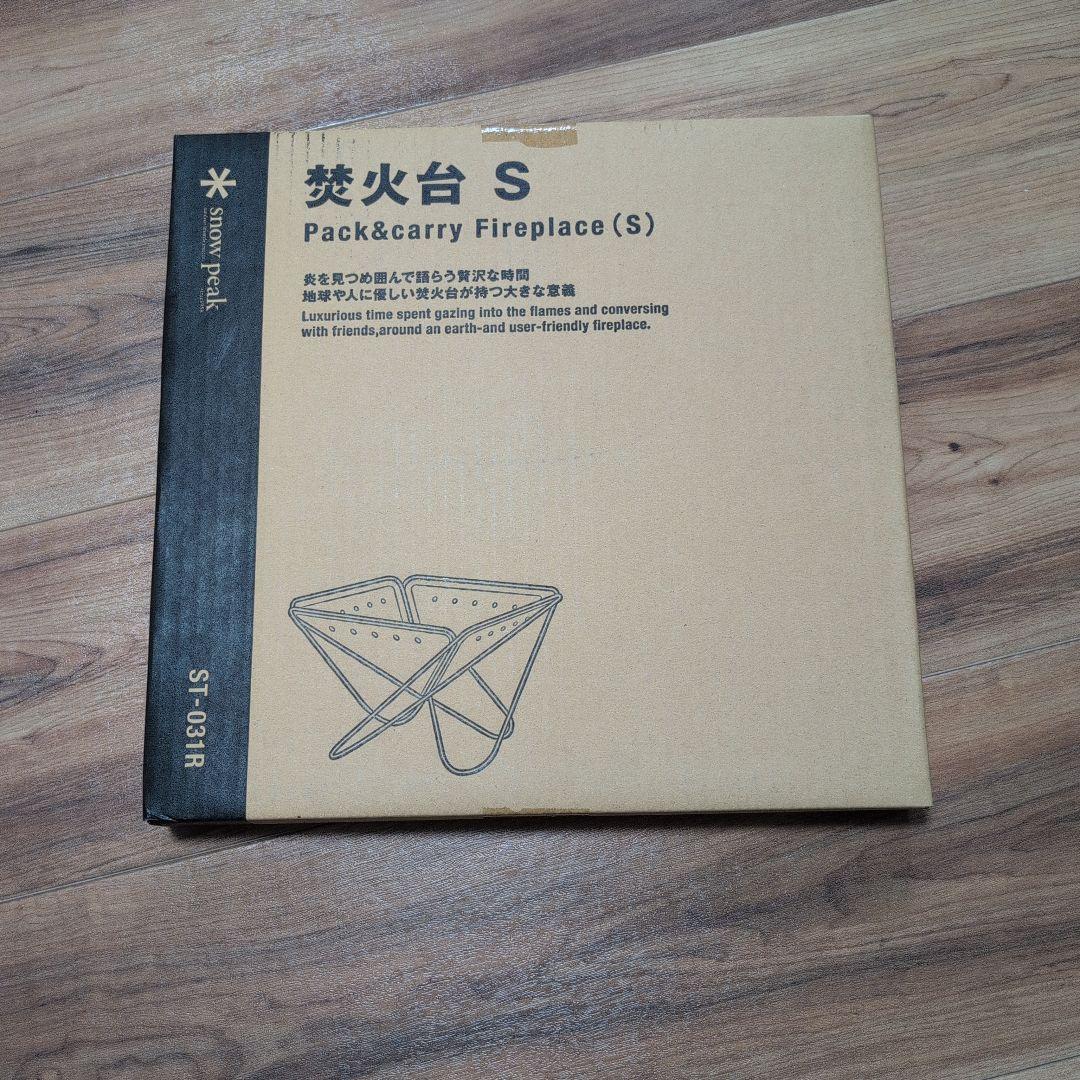 焚火台 S
Pack&carry Fireplace (S)
炎を見つめ囲んで語らう贅沢な時間
地球や人に優しい焚火台が持つ大きな意義
Luxurious time spent gazing into the flames and conversing
with friends,around an earth-and user-friendly fireplace.
snow peak
ST-031R